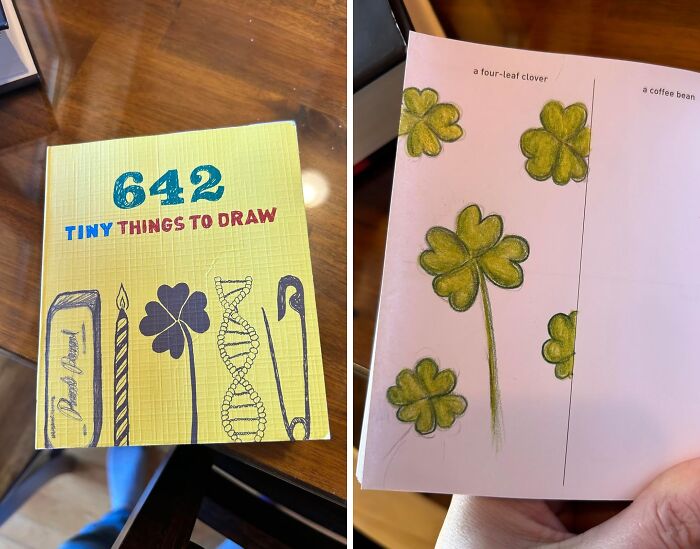 642
TINY THINGS TO DRAW
a four-leaf clover
a coffee bean